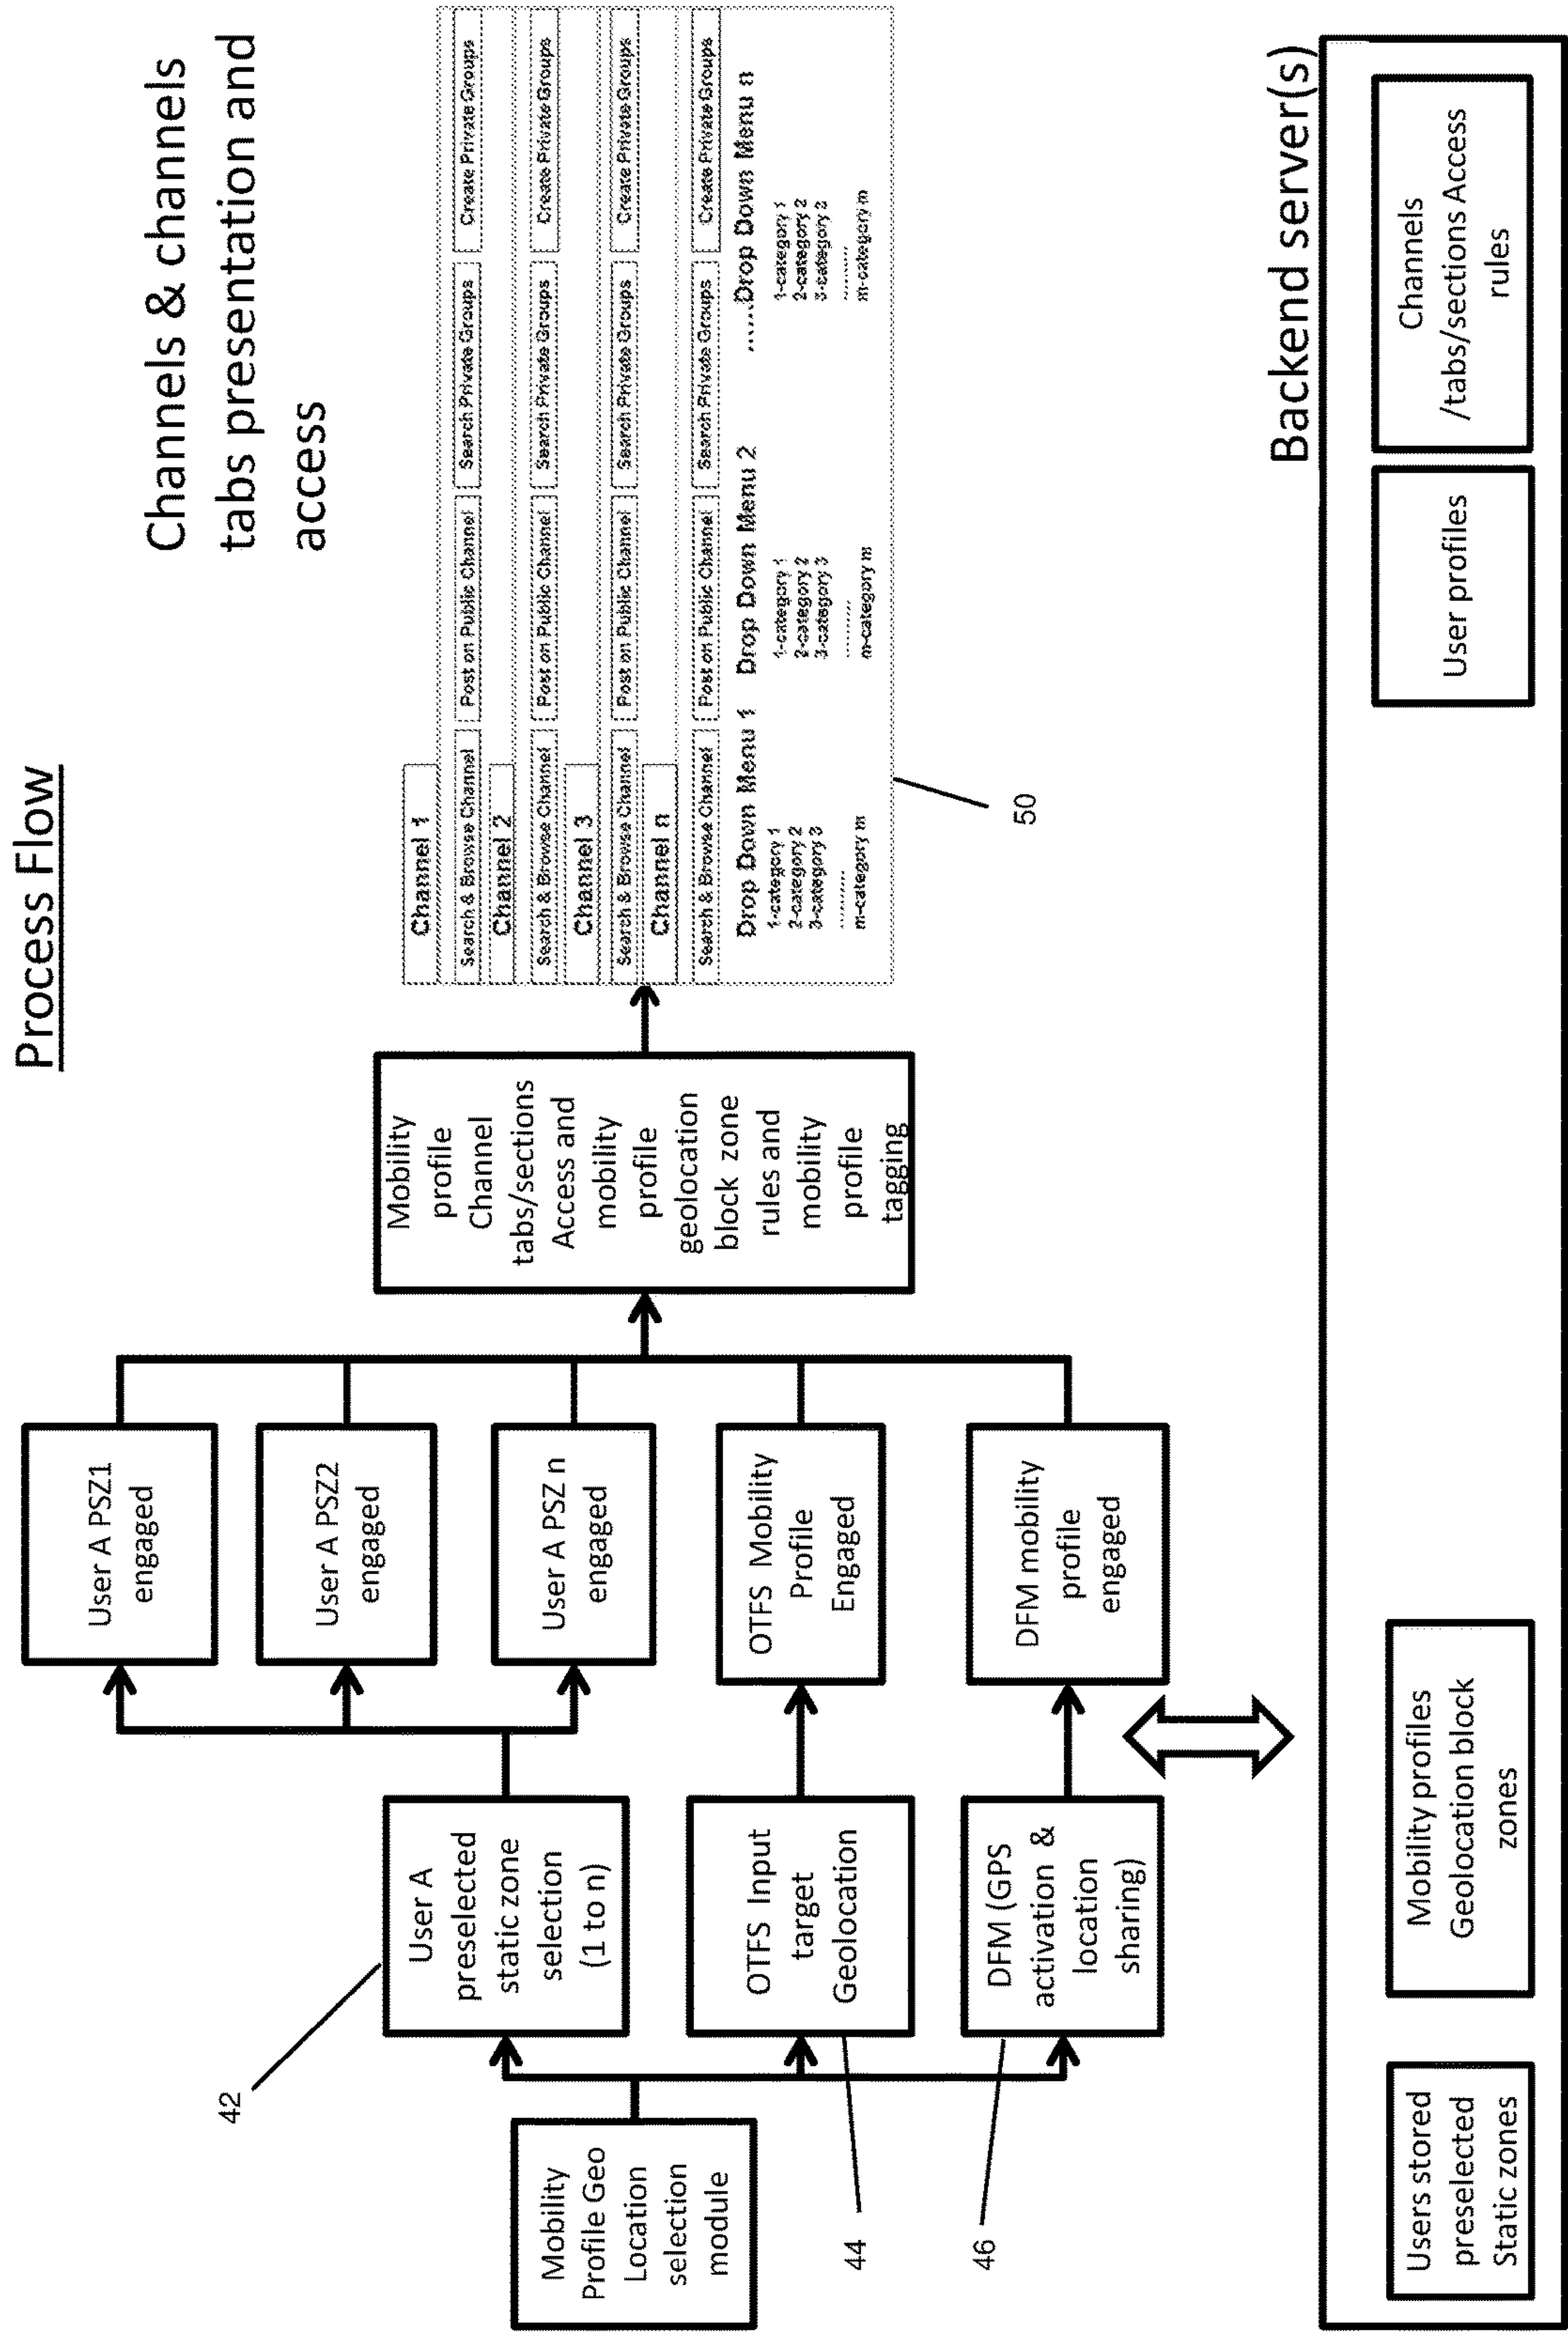 Process Flow
Channels & channels
tabs presentation and
access
Mobility
Profile Geo
Location
selection
module
42
44
46
User A
preselected
static zone
selection
(1 to n)
OTFS Input
target
Geolocation
DFM (GPS
activation &
location
sharing)
User A PSZ1
engaged
User A PSZ2
engaged
User A PSZ n
engaged
OTFS Mobility
Profile
Engaged
DFM mobility
profile
engaged
Mobility
profile
Channel
tabs/sections
Access and
mobility
profile
geolocation
block zone
rules and
mobility
profile
tagging
Channel 1
Search & Browse Channel Post on Public Channel Search Private Groups Create Private Groups
Channel 2
Search & Browse Channel Post on Public Channel Search Private Groups Create Private Groups
Channel 3
Search & Browse Channel Post on Public Channel Search Private Groups Create Private Groups
Channel n
Search & Browse Channel Post on Public Channel Search Private Groups Create Private Groups
Drop Down Menu 1 Drop Down Menu 2 ......Drop Down Menu n
1-category 1 1-category 1 1-category 1
2-category 2 2-category 2 2-category 2
3-category 3 3-category 3 3-category 3
........ ........ ........
m-category m m-category m m-category m
50
Backend server(s)
Users stored
preselected
Static zones
Mobility profiles
Geolocation block
zones
User profiles
Channels
/tabs/sections Access
rules